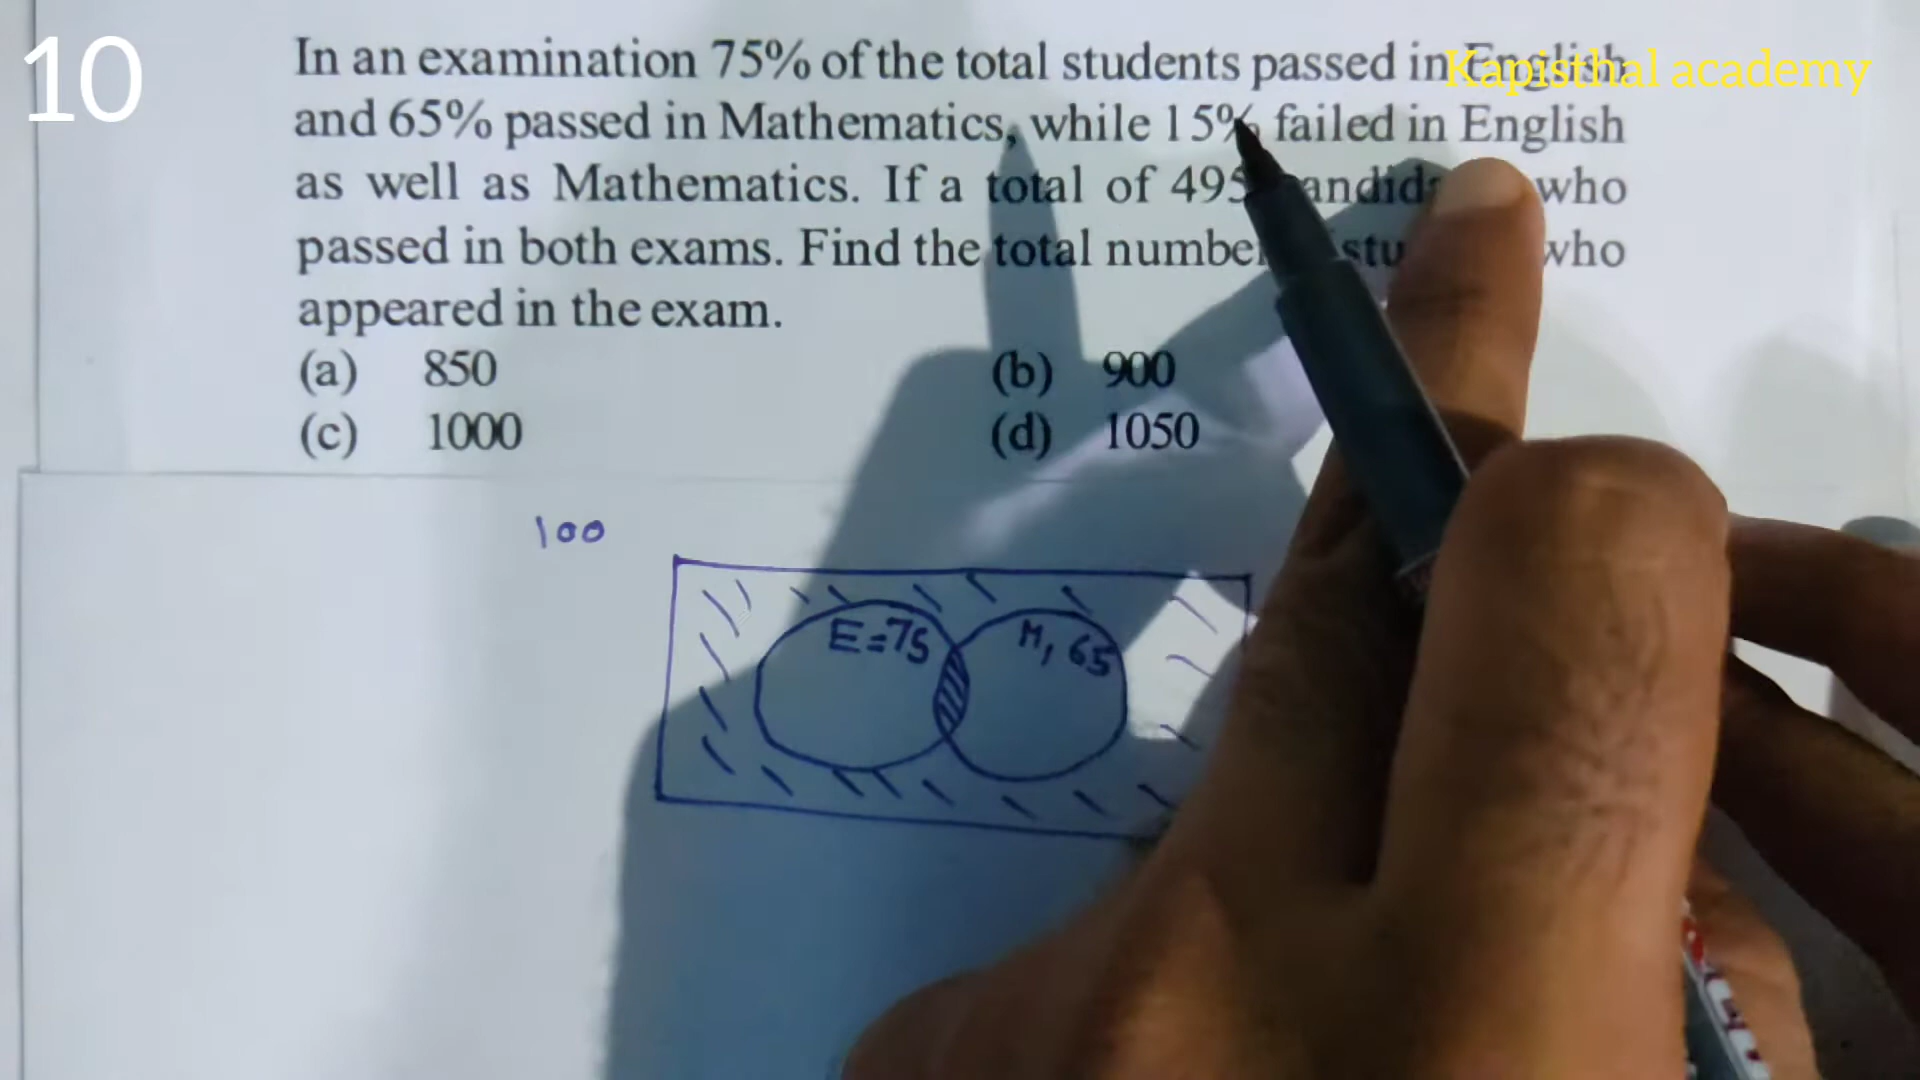 10
In an examination 75% of the total students passed in English
Kapisthal academy
and 65% passed in Mathematics, while 15% failed in English
as well as Mathematics. If a total of 495 who
passed in both exams. Find the total number who
appeared in the exam.
(a) 850 (b) 900
(c) 1000 (d) 1050
100
E=75 M, 65